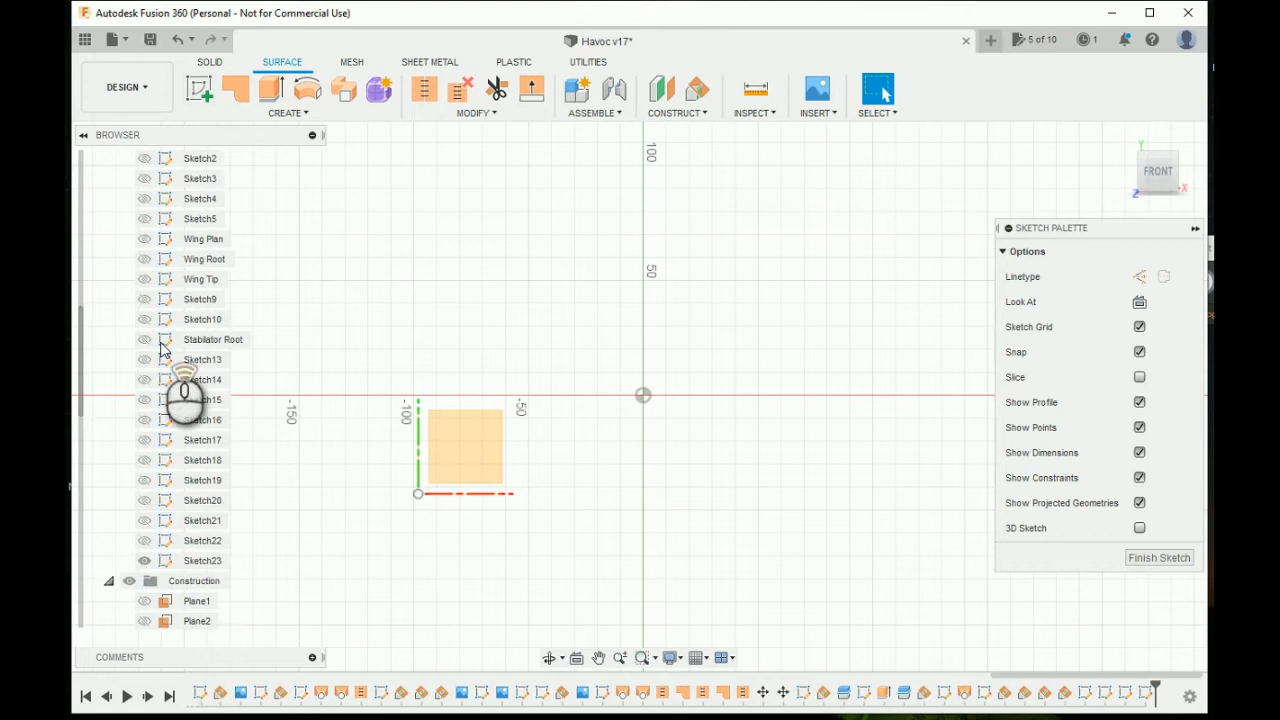 Autodesk Fusion 360 (Personal - Not for Commercial Use)
Havoc v17*
5 of 10
1
DESIGN
SOLID
SURFACE
MESH
SHEET METAL
PLASTIC
UTILITIES
CREATE
MODIFY
ASSEMBLE
CONSTRUCT
INSPECT
INSERT
SELECT
BROWSER
Sketch2
Sketch3
Sketch4
Sketch5
Wing Plan
Wing Root
Wing Tip
Sketch9
Sketch10
Stabilator Root
Sketch13
Sketch16
Sketch17
Sketch18
Sketch19
Sketch20
Sketch21
Sketch22
Sketch23
Construction
Plane1
Plane2
COMMENTS
100
50
-50
-100
-150
Y
FRONT
X
Z
SKETCH PALETTE
Options
Linetype
Look At
Sketch Grid
Snap
Slice
Show Profile
Show Points
Show Dimensions
Show Constraints
Show Projected Geometries
3D Sketch
Finish Sketch